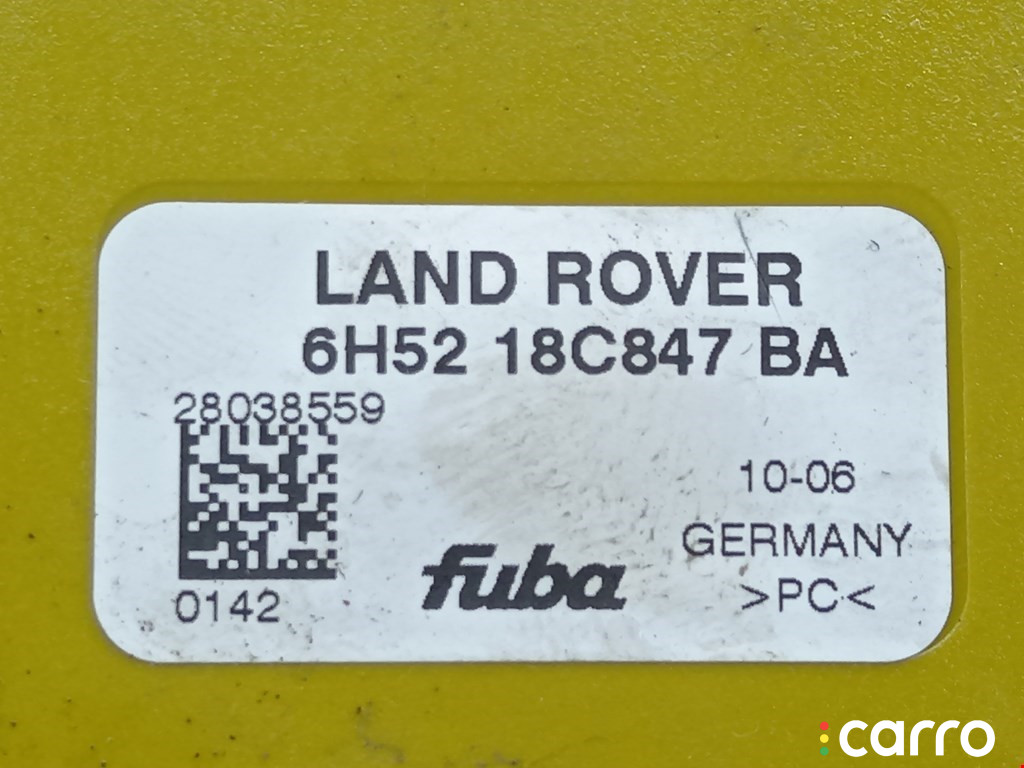 LAND ROVER
6H52 18C847 BA
28038559
10-06
GERMANY
fuba
>PC<
0142
carro